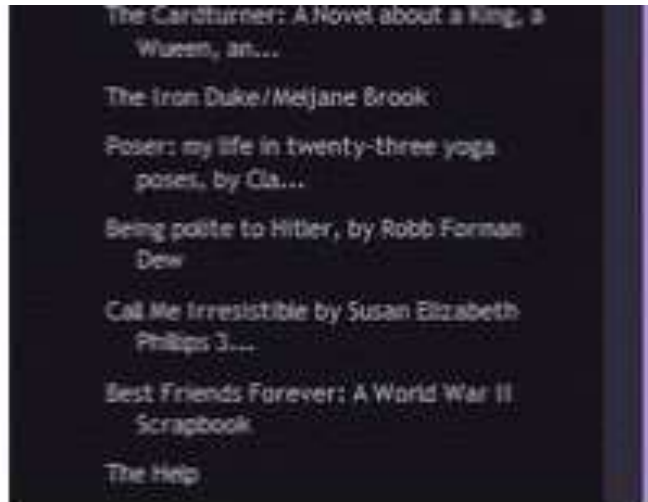 The Cardturner: A Novel about a King, a
Wueen, an...
The Iron Duke/Meljane Brook
Poser: my life in twenty-three yoga
poses, by Cla...
Being polite to Hitler, by Robb Forman
Dew
Call Me Irresistible by Susan Elizabeth
Phillips 3...
Best Friends Forever: A World War II
Scrapbook
The Help